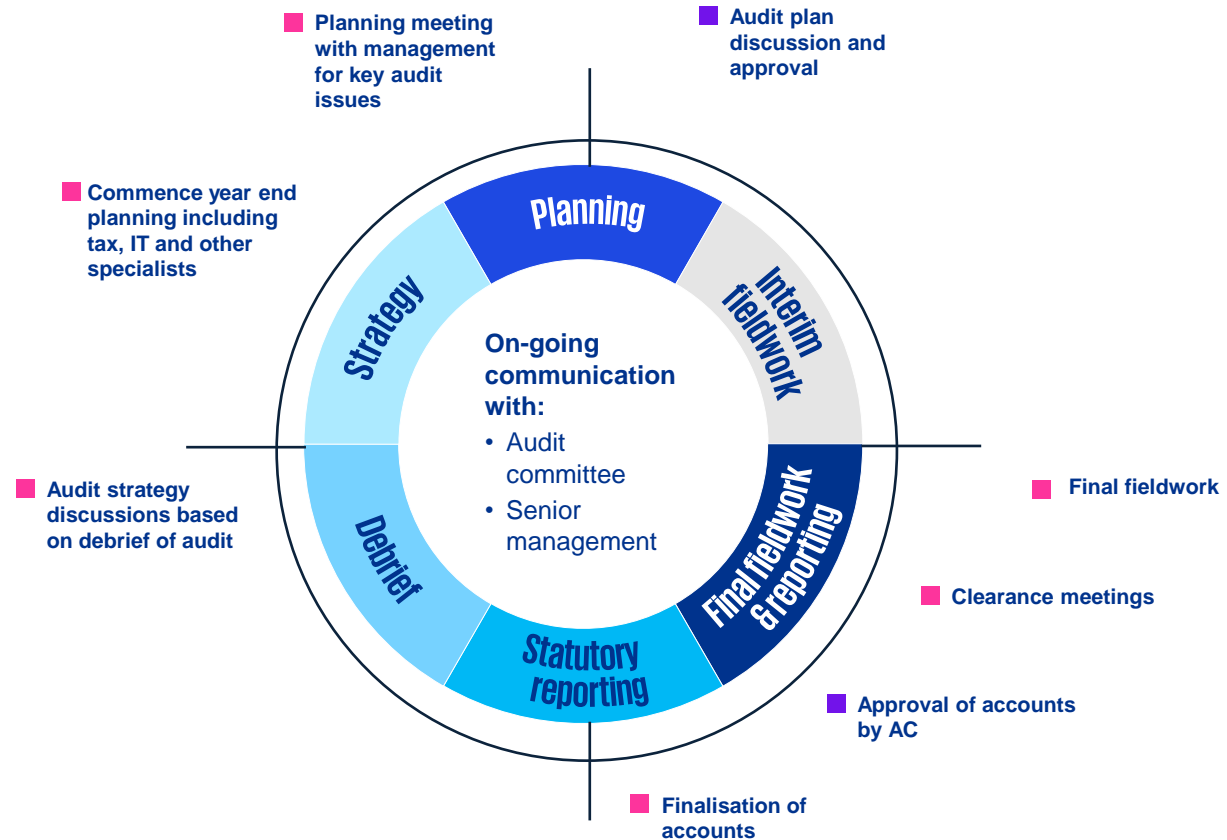 Planning meeting
with management
for key audit
issues
Audit plan
discussion and
approval
Commence year end
planning including
tax, IT and other
specialists
Planning
Strategy
Interim
fieldwork
On-going
communication
with:
• Audit
committee
• Senior
management
Audit strategy
discussions based
on debrief of audit
Debrief
Final fieldwork
& reporting
Statutory
reporting
Final fieldwork
Clearance meetings
Approval of accounts
by AC
Finalisation of
accounts